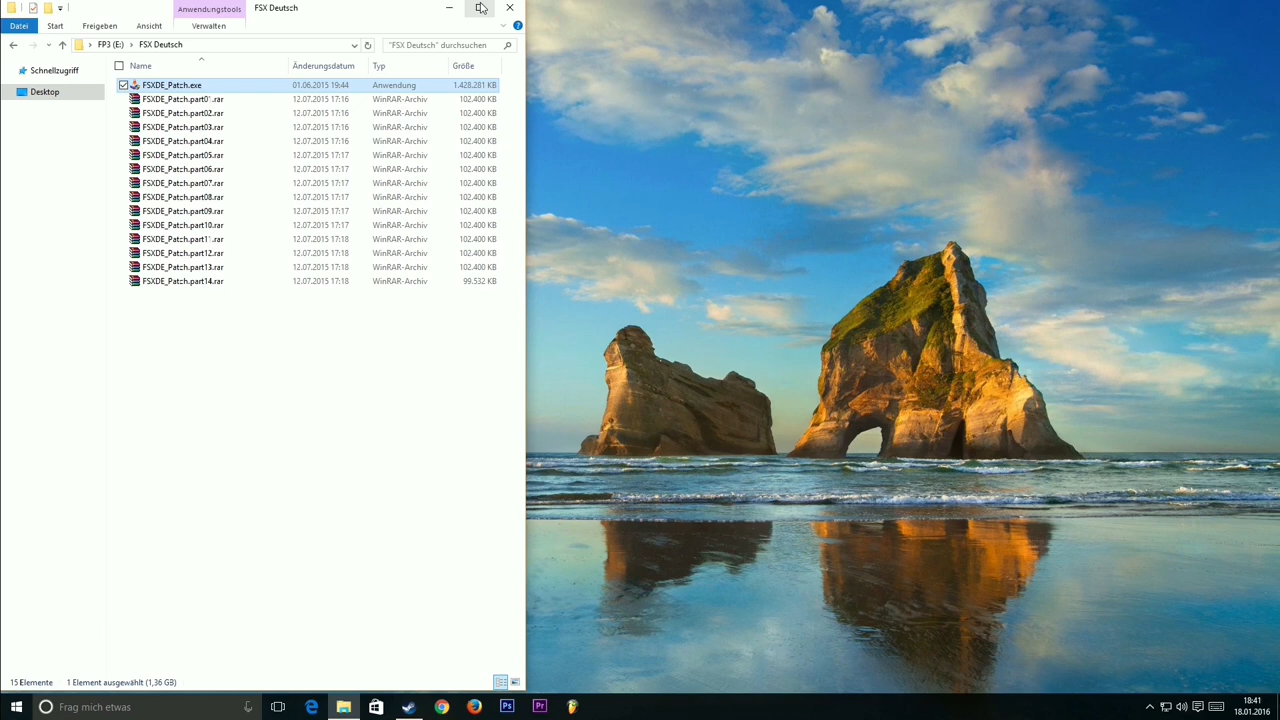 Anwendungstools
FSX Deutsch
Datei Start Freigeben Ansicht Verwalten
FP3 (E:) FSX Deutsch "FSX Deutsch" durchsuchen
Schnellzugriff
Desktop
Name Änderungsdatum Typ Größe
FSXDE_Patch.exe 01.06.2015 19:44 Anwendung 1.428.281 KB
FSXDE_Patch.part01.rar 12.07.2015 17:16 WinRAR-Archiv 102.400 KB
FSXDE_Patch.part02.rar 12.07.2015 17:16 WinRAR-Archiv 102.400 KB
FSXDE_Patch.part03.rar 12.07.2015 17:16 WinRAR-Archiv 102.400 KB
FSXDE_Patch.part04.rar 12.07.2015 17:16 WinRAR-Archiv 102.400 KB
FSXDE_Patch.part05.rar 12.07.2015 17:17 WinRAR-Archiv 102.400 KB
FSXDE_Patch.part06.rar 12.07.2015 17:17 WinRAR-Archiv 102.400 KB
FSXDE_Patch.part07.rar 12.07.2015 17:17 WinRAR-Archiv 102.400 KB
FSXDE_Patch.part08.rar 12.07.2015 17:17 WinRAR-Archiv 102.400 KB
FSXDE_Patch.part09.rar 12.07.2015 17:17 WinRAR-Archiv 102.400 KB
FSXDE_Patch.part10.rar 12.07.2015 17:17 WinRAR-Archiv 102.400 KB
FSXDE_Patch.part11.rar 12.07.2015 17:18 WinRAR-Archiv 102.400 KB
FSXDE_Patch.part12.rar 12.07.2015 17:18 WinRAR-Archiv 102.400 KB
FSXDE_Patch.part13.rar 12.07.2015 17:18 WinRAR-Archiv 102.400 KB
FSXDE_Patch.part14.rar 12.07.2015 17:18 WinRAR-Archiv 99.532 KB
15 Elemente 1 Element ausgewählt (1,36 GB)
Frag mich etwas
Ps
Pr
18:41
18.01.2016